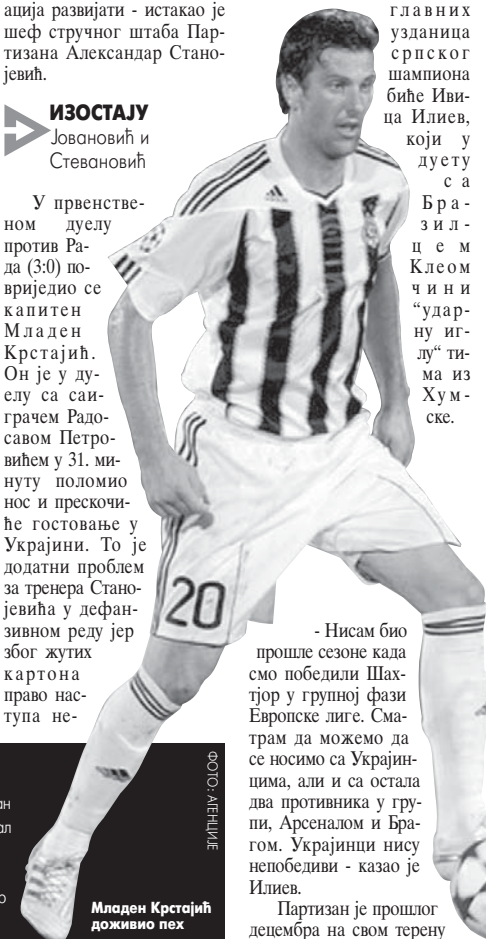 ација развијати - истакао је
шеф стручног штаба Пар-
тизана Александар Стано-
јевић.
ИЗОСТАЈУ
Јовановић и
Стевановић
У првенстве-
ном дуелу
против Ра-
да (3:0) по-
вриједио се
капитен
Младен
Крстајић.
Он је у ду-
елу са саи-
грачем Радо-
савом Петро-
вићем у 31. ми-
нуту поломио
нос и прескочи-
ће гостовање у
Украјини. То је
додатни проблем
за тренера Стано-
јевића у дефан-
зивном реду јер
због жутих
картона
право нас-
тупа не-
главних
узданица
српског
шампиона
биће Иви-
ца Илиев,
који у
дуету
са
Бра-
зил-
цем
Клеом
чини
“удар-
ну иг-
лу“ ти-
ма из
Хум-
ске.
- Нисам био
прошле сезоне када
смо победили Шах-
тјор у групној фази
Европске лиге. Сма-
трам да можемо да
се носимо са Украјин-
цима, али и са остала
два противника у гру-
пи, Арсеналом и Бра-
гом. Украјинци нису
непобедиви - казао је
Илиев.
Партизан је прошлог
децембра на свом терену
adidas
20
ФОТО: АГЕНЦИЈЕ
Младен Крстајић
доживио пех